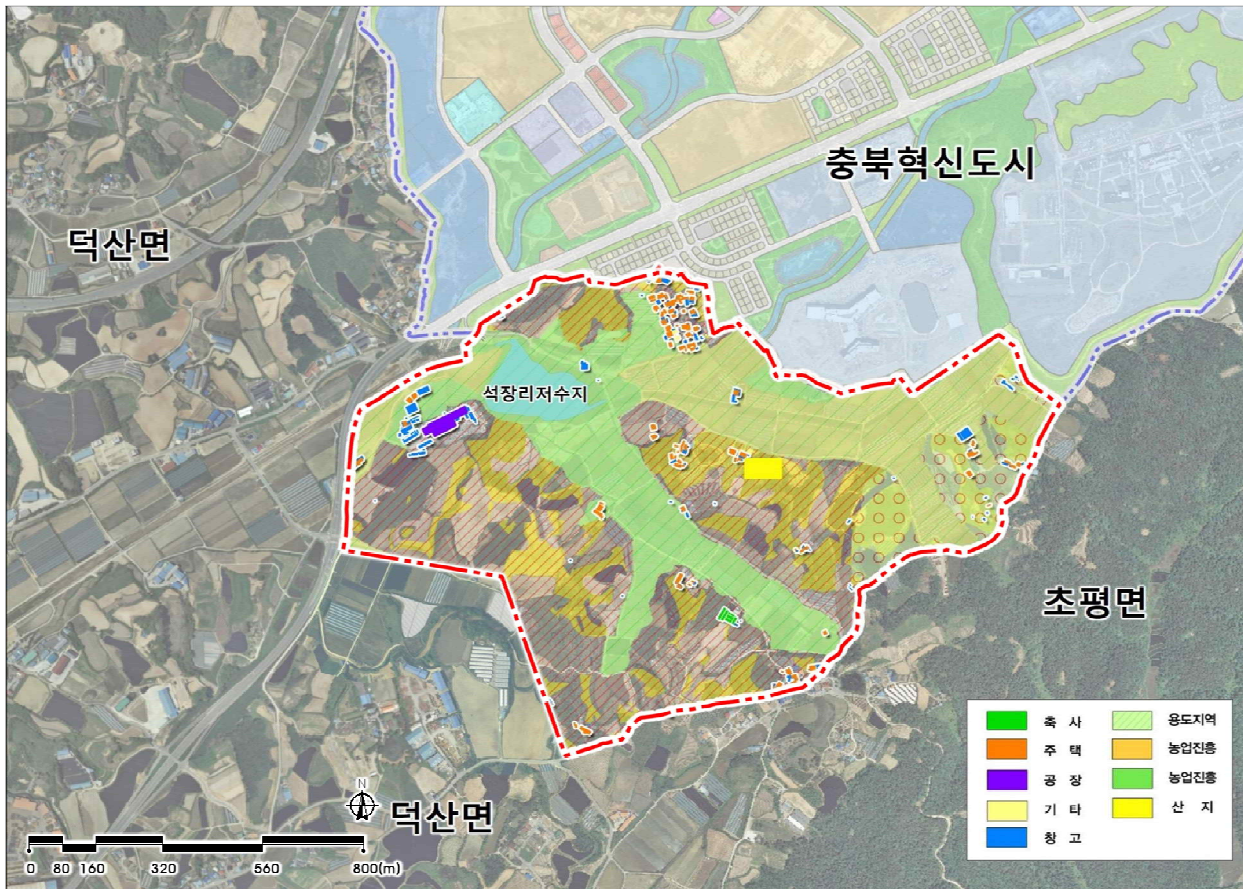 충북혁신도시
덕산면
석장리저수지
초평면
덕산면
N
0 80 160 320 560 800(m)
축 사
주 택
공 장
기 타
창 고
용도지역
농업진흥
농업진흥
산 지